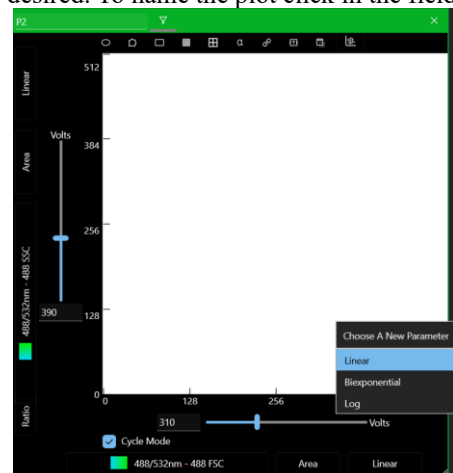 desired. To name the plot click in the field
P2
512
Linear
Volts
384
Area
256
488/532nm - 488 SSC
390
128
Choose A New Parameter
Linear
Biexponential
Log
0
0
128
256
Ratio
310
Volts
Cycle Mode
488/532nm - 488 FSC
Area
Linear